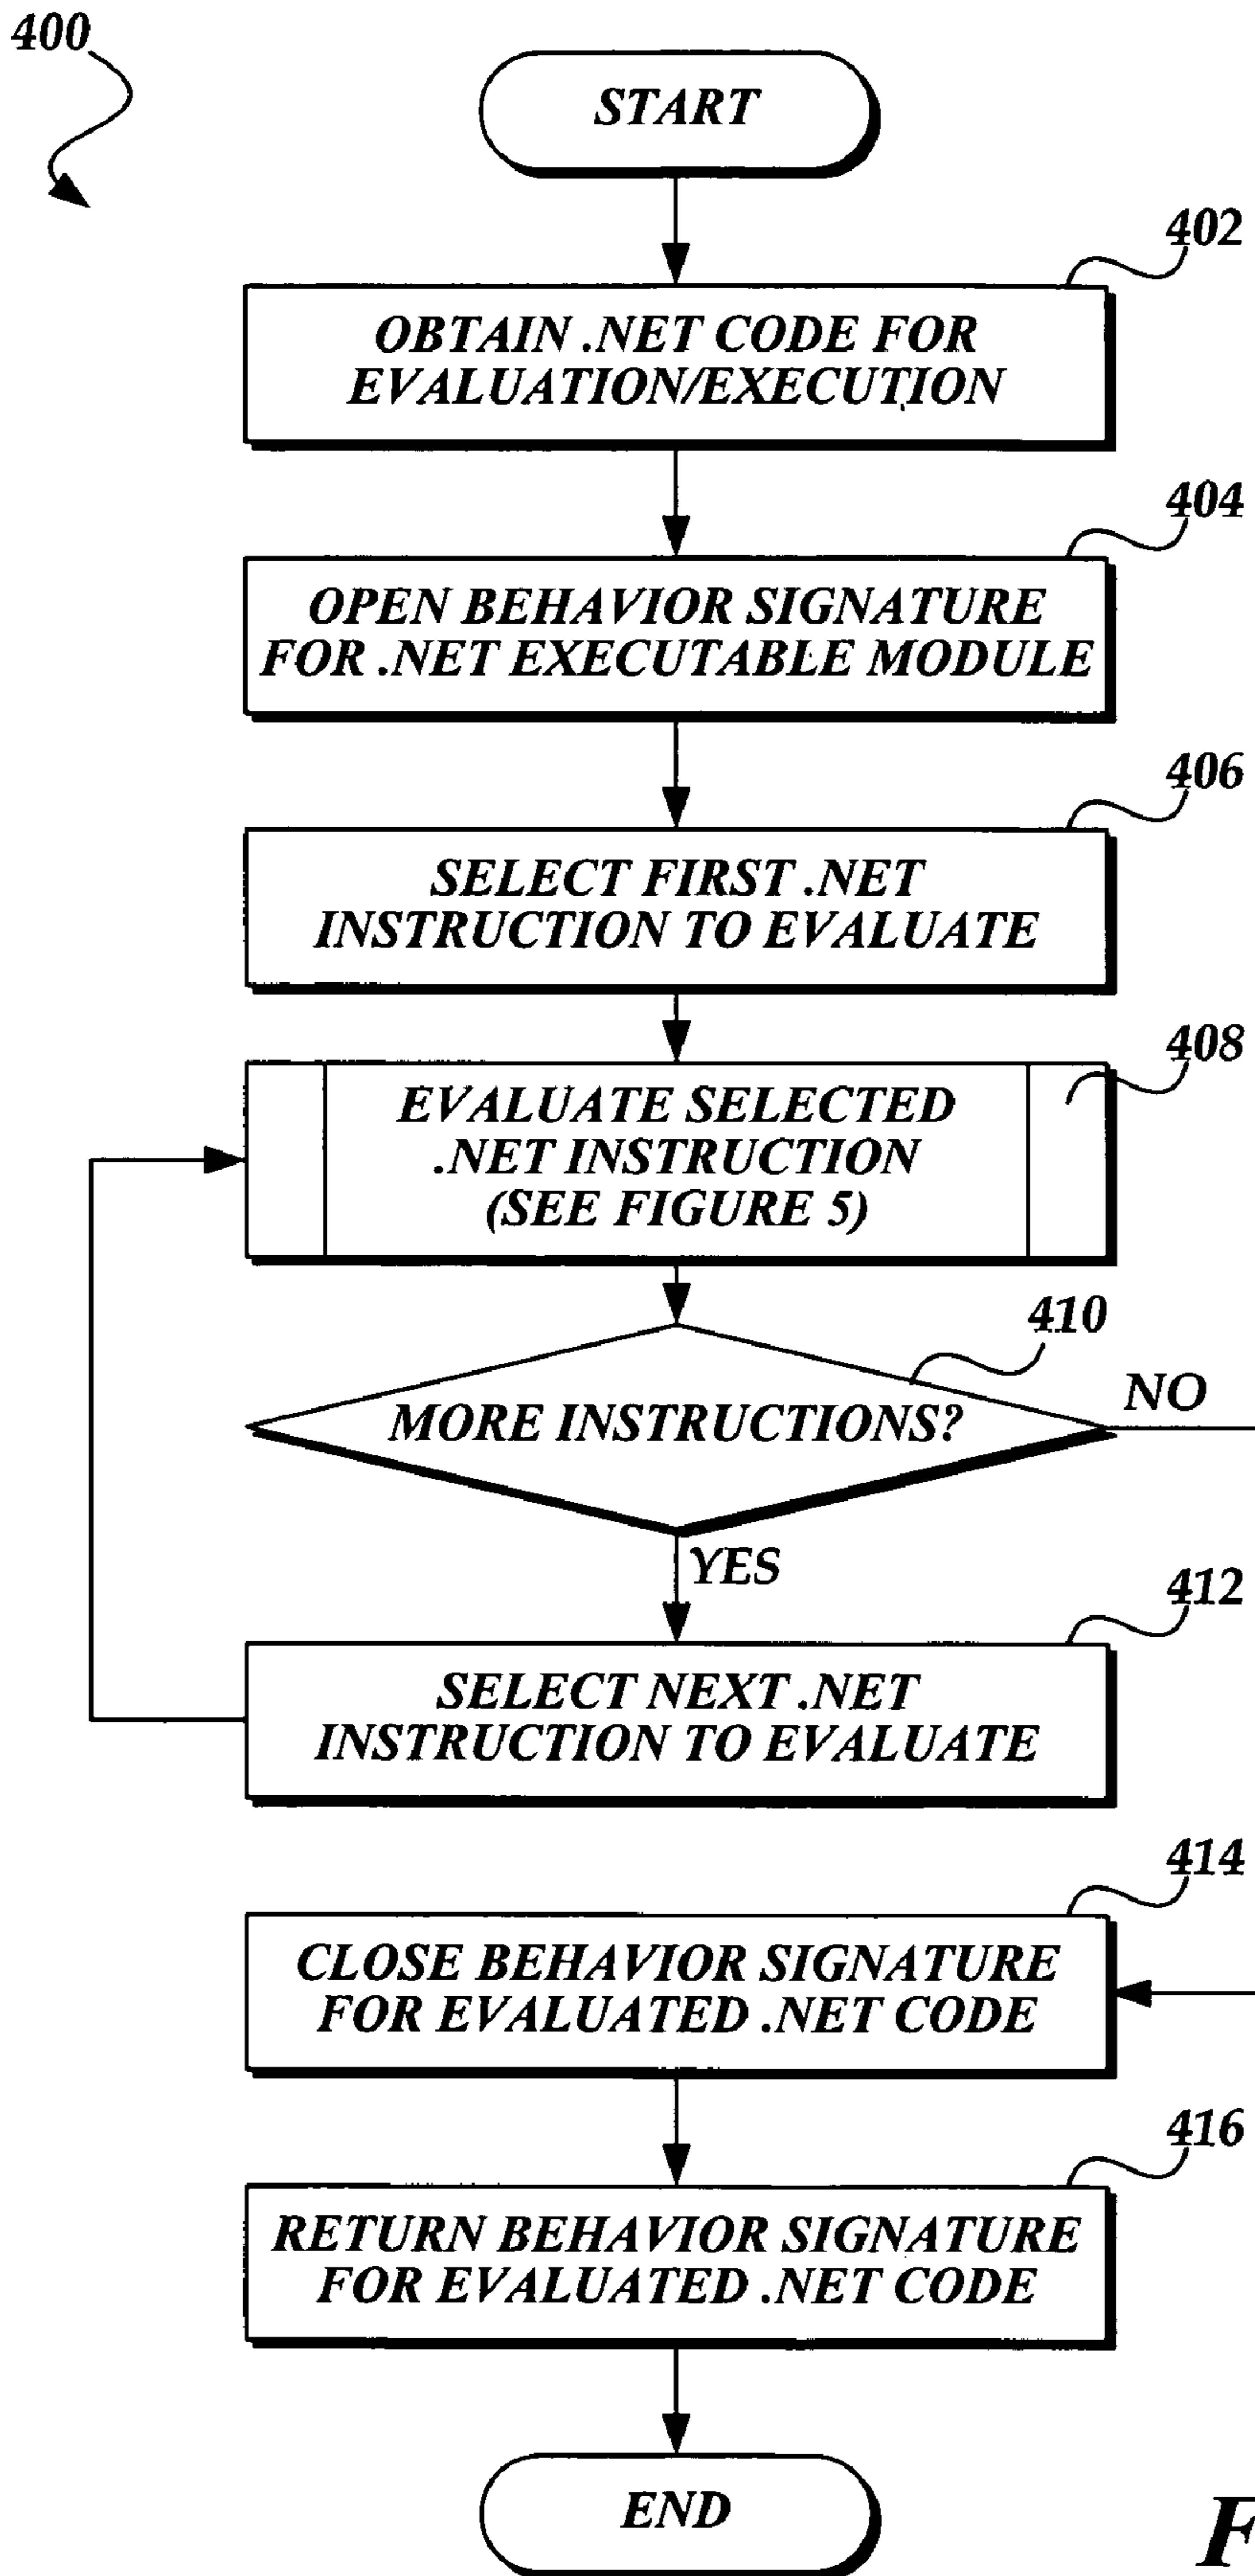 400
START
402
OBTAIN .NET CODE FOR
EVALUATION/EXECUTION
404
OPEN BEHAVIOR SIGNATURE
FOR .NET EXECUTABLE MODULE
406
SELECT FIRST .NET
INSTRUCTION TO EVALUATE
408
EVALUATE SELECTED
.NET INSTRUCTION
(SEE FIGURE 5)
410
MORE INSTRUCTIONS?
NO
YES
412
SELECT NEXT .NET
INSTRUCTION TO EVALUATE
414
CLOSE BEHAVIOR SIGNATURE
FOR EVALUATED .NET CODE
416
RETURN BEHAVIOR SIGNATURE
FOR EVALUATED .NET CODE
END
F